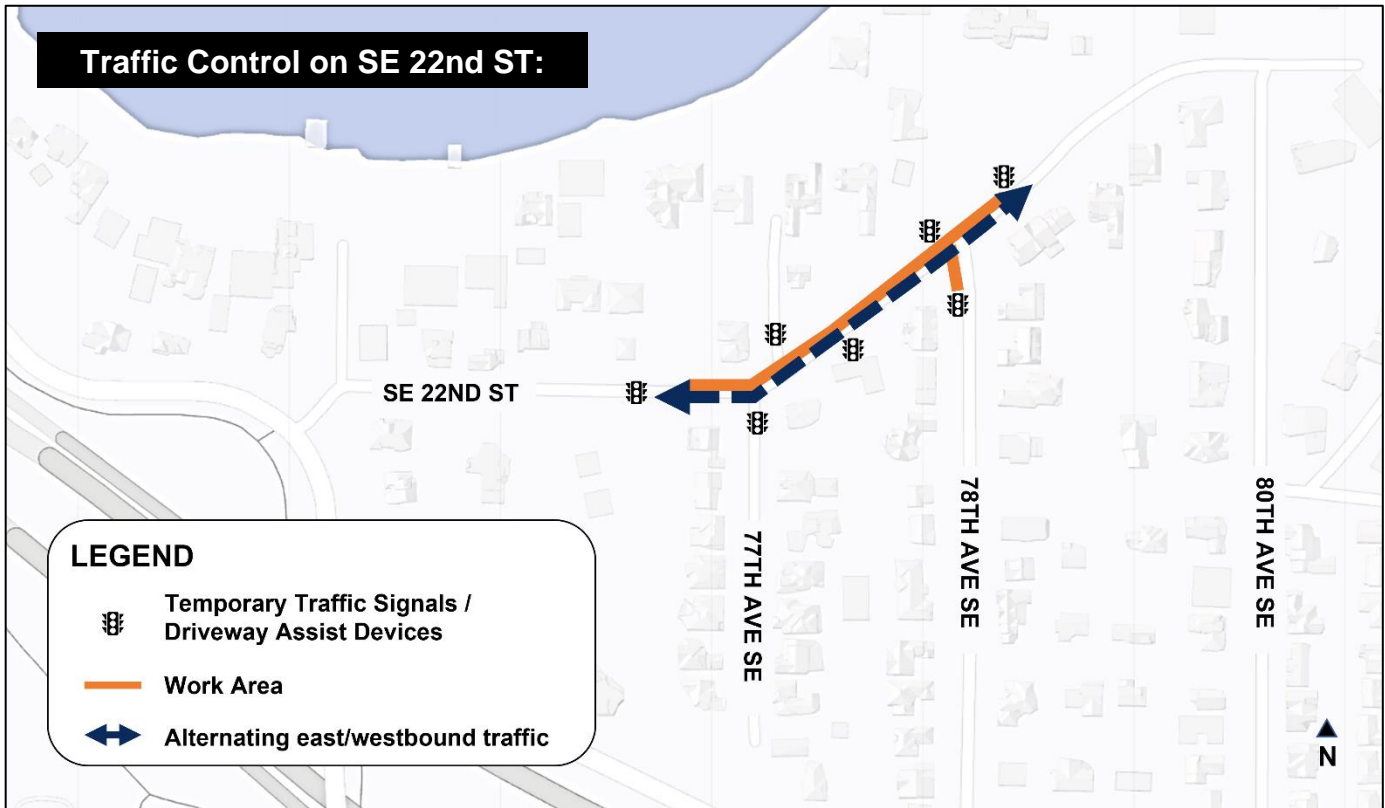 Traffic Control on SE 22nd ST:
SE 22ND ST
77TH AVE SE
78TH AVE SE
80TH AVE SE
LEGEND
Temporary Traffic Signals /
Driveway Assist Devices
Work Area
Alternating east/westbound traffic
N